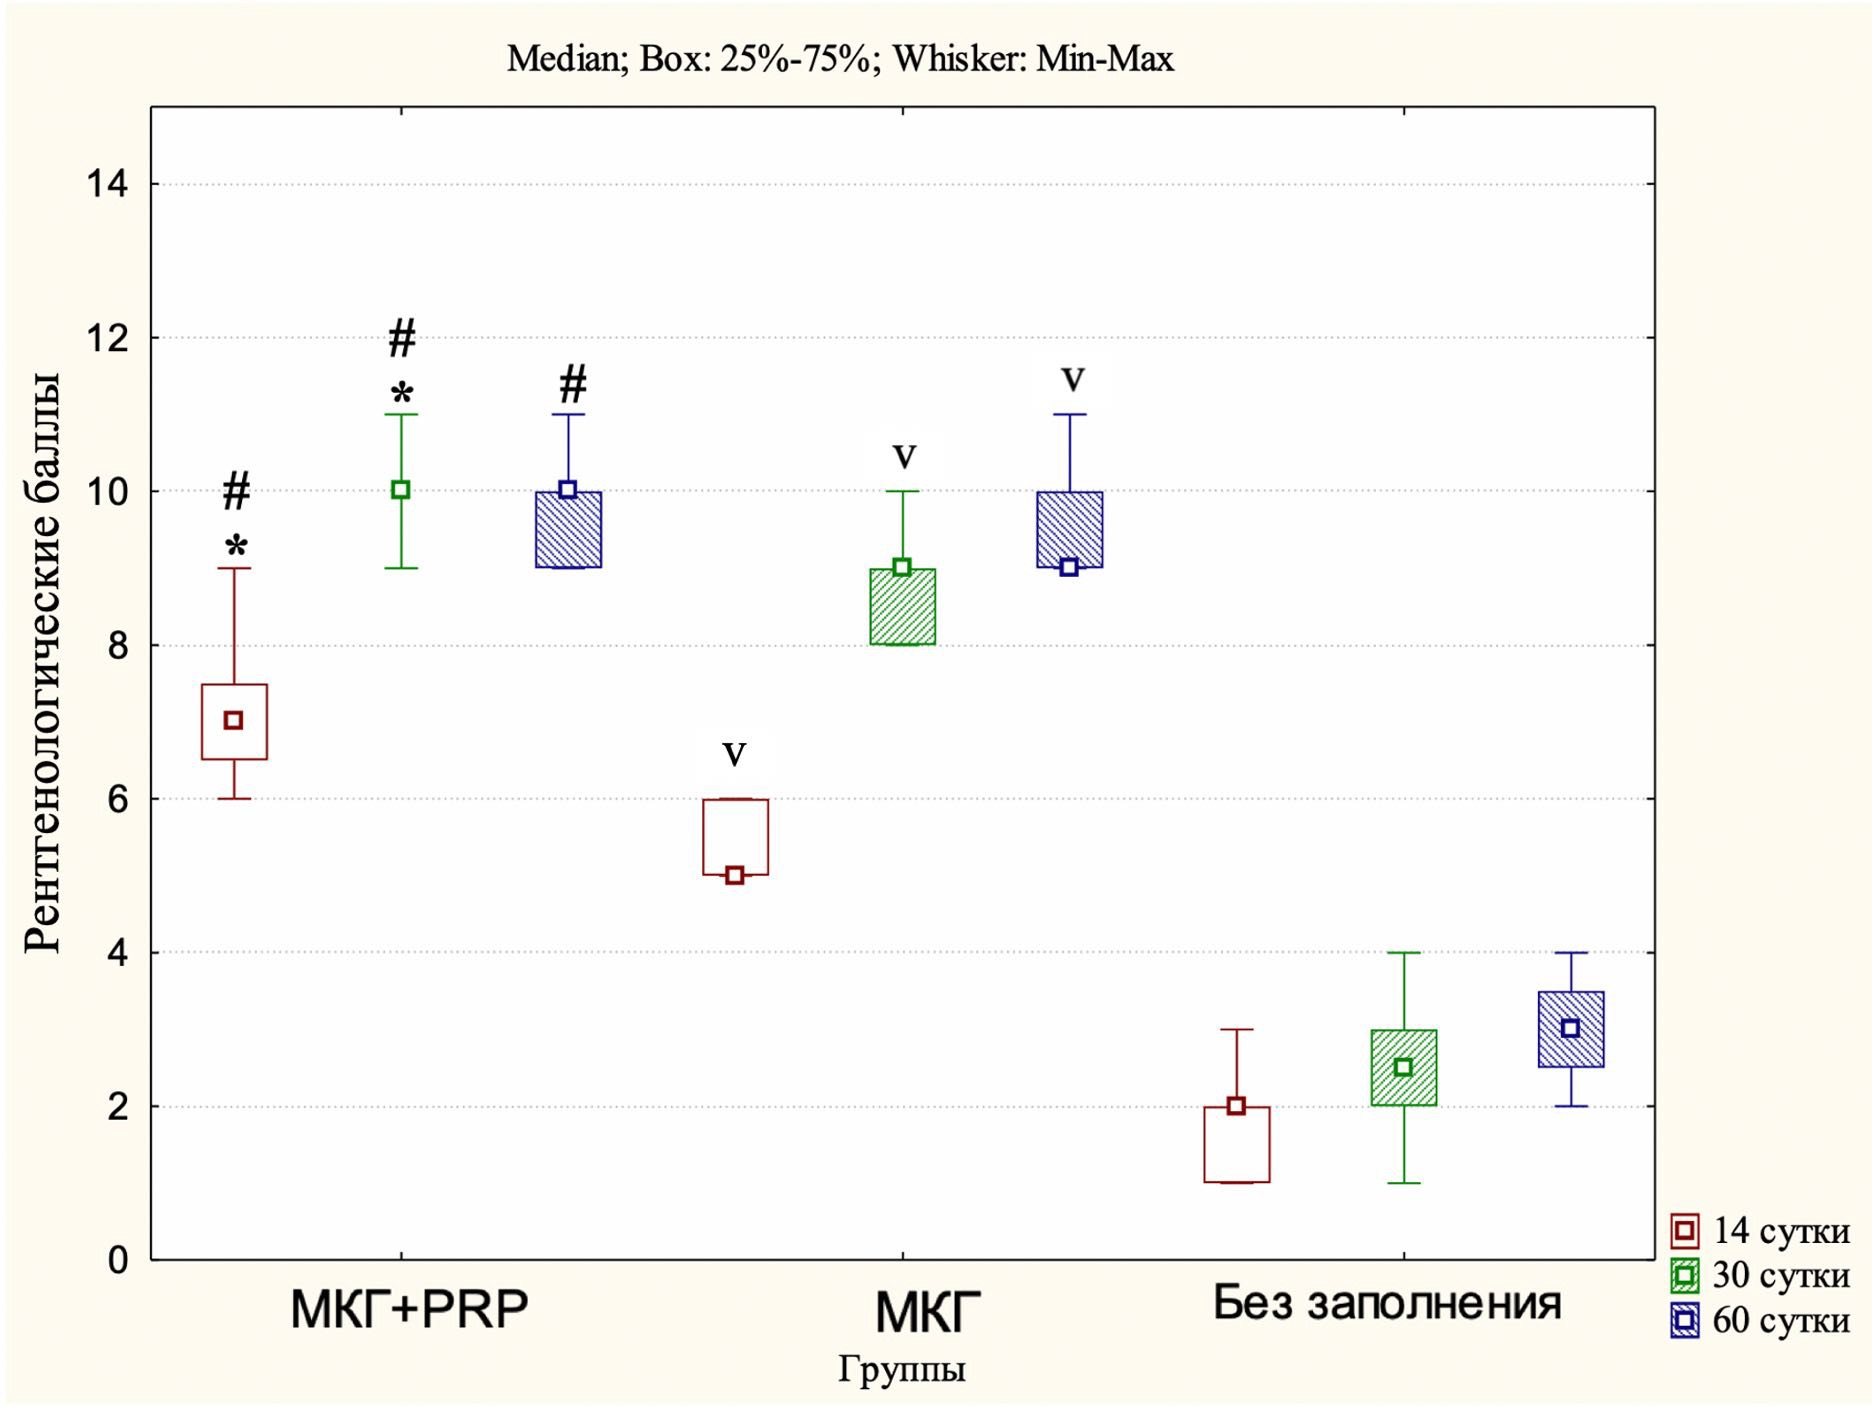 Median; Box: 25%-75%; Whisker: Min-Max
Рентгенологические баллы
14
12
10
8
6
4
2
0
#
*
#
*
#
v
v
v
МКГ+PRP
МКГ
Без заполнения
Группы
14 сутки
30 сутки
60 сутки